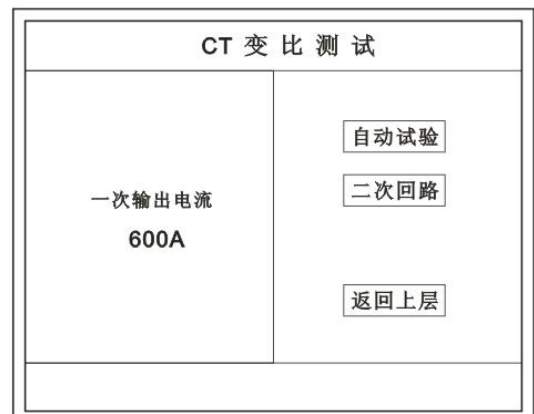 CT 变比测试
一次输出电流
600A
自动试验
二次回路
返回上层